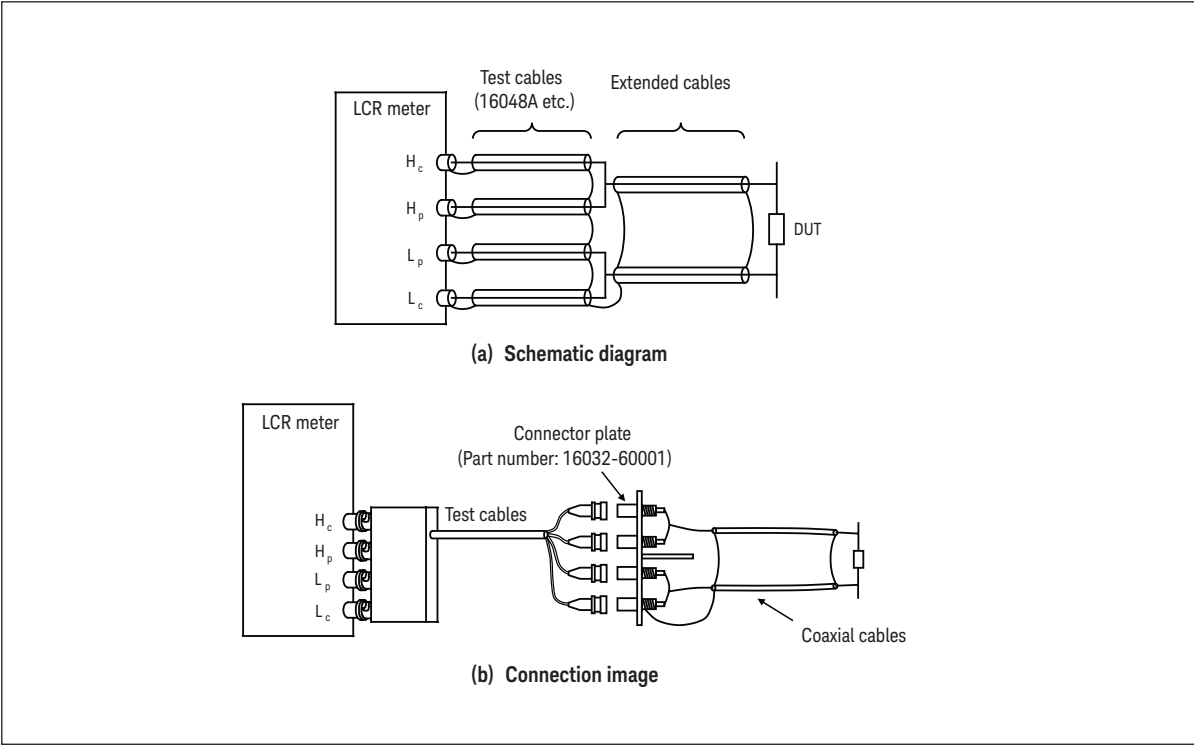 Test cables
(16048A etc.)
Extended cables
LCR meter
H c
H p
L p
L c
DUT
(a) Schematic diagram
LCR meter
Connector plate
(Part number: 16032-60001)
Test cables
H c
H p
L p
L c
Coaxial cables
(b) Connection image